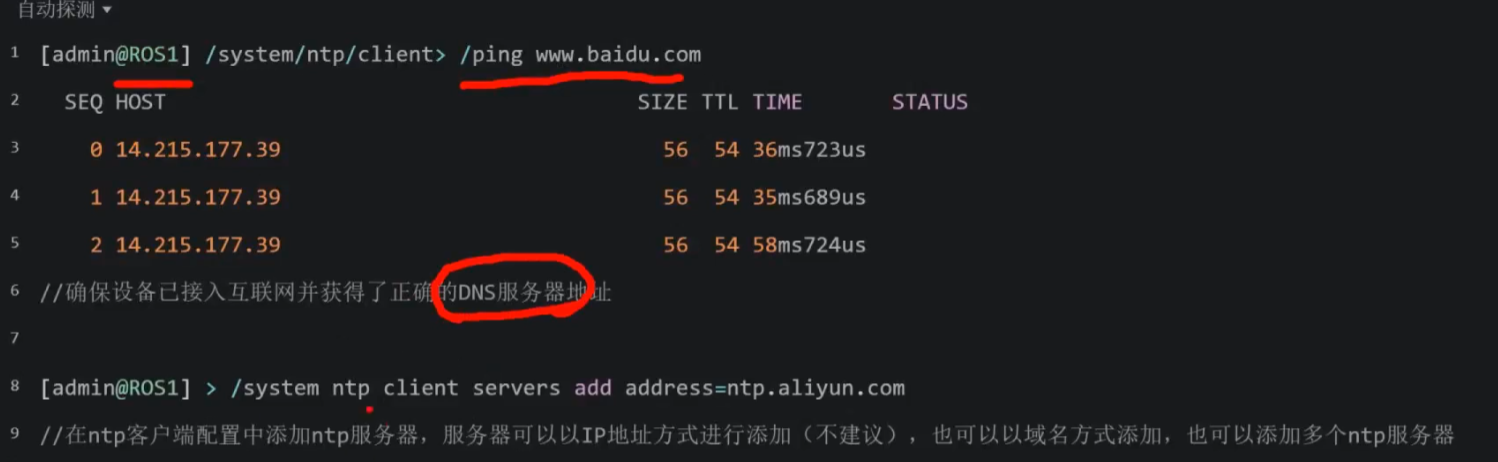 自动探测
1 [admin@ROS1] /system/ntp/client> /ping www.baidu.com
2 SEQ HOST SIZE TTL TIME STATUS
3 0 14.215.177.39 56 54 36ms723us
4 1 14.215.177.39 56 54 35ms689us
5 2 14.215.177.39 56 54 58ms724us
6 //确保设备已接入互联网并获得了正确的DNS服务器地址
7
8 [admin@ROS1] > /system ntp client servers add address=ntp.aliyun.com
9 //在ntp客户端配置中添加ntp服务器，服务器可以以IP地址方式进行添加（不建议），也可以以域名方式添加，也可以添加多个ntp服务器